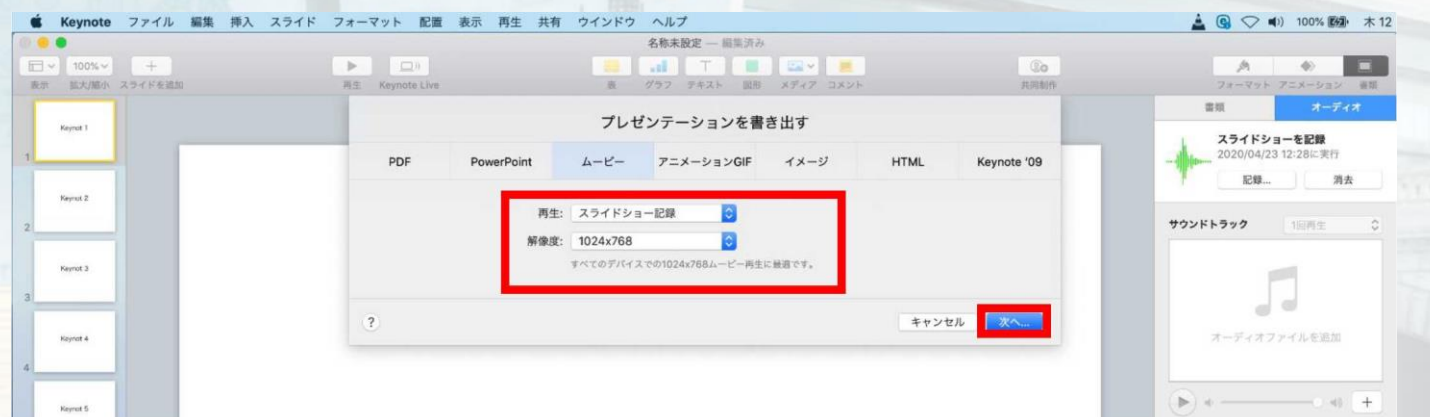 Keynote ファイル 編集 挿入 スライド フォーマット 配置 表示 再生 共有 ウインドウ ヘルプ 100% 木 12
名称未設定 — 編集済み
100%
表示 拡大/縮小 スライドを追加 再生 Keynote Live 表 グラフ テキスト 図形 メディア コメント 共同制作 フォーマット アニメーション 書類
プレゼンテーションを書き出す
PDF PowerPoint ムービー アニメーションGIF イメージ HTML Keynote '09
再生: スライドショー記録
解像度: 1024x768
すべてのデバイスでの1024x768ムービー再生に最適です。
? キャンセル 次へ...
Keynot 1
1
Keynot 2
2
Keynot 3
3
Keynot 4
4
Keynot 5
書類 オーディオ
スライドショーを記録
2020/04/23 12:28に実行
記録... 消去
サウンドトラック 1回再生
オーディオファイルを追加